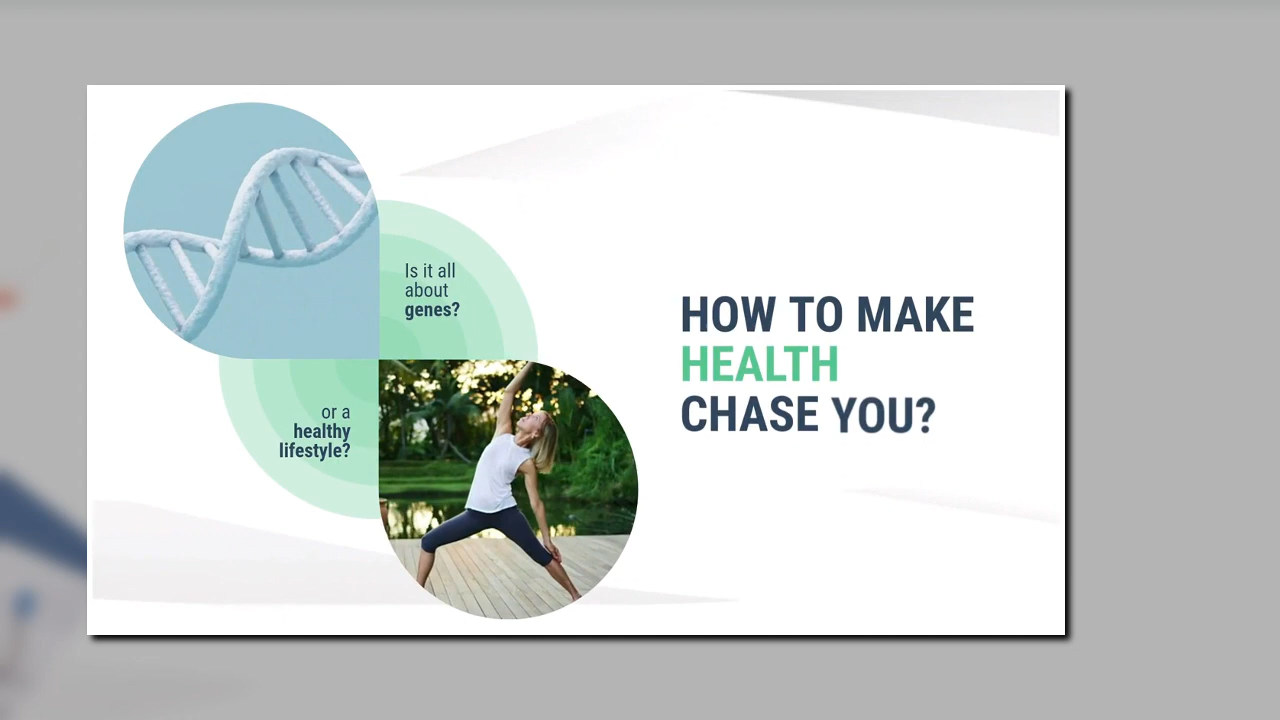 Is it all
about
genes?
or a
healthy
lifestyle?
HOW TO MAKE
HEALTH
CHASE YOU?